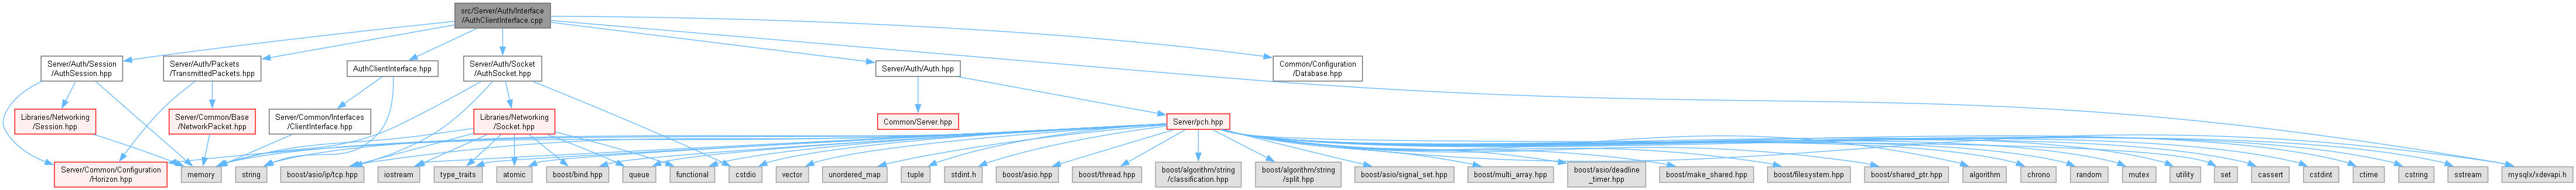 src/Server/Auth/Interface
/AuthClientInterface.cpp
Server/Auth/Session
/AuthSession.hpp
Server/Auth/Packets
/TransmittedPackets.hpp
AuthClientInterface.hpp
Server/Auth/Socket
/AuthSocket.hpp
Server/Auth/Auth.hpp
Common/Configuration
/Database.hpp
Libraries/Networking
/Session.hpp
Server/Common/Base
/NetworkPacket.hpp
Server/Common/Interfaces
/ClientInterface.hpp
Libraries/Networking
/Socket.hpp
Common/Server.hpp
Server/pch.hpp
Server/Common/Configuration
/Horizon.hpp
memory
string
boost/asio/ip/tcp.hpp
iostream
type_traits
atomic
boost/bind.hpp
queue
functional
cstdio
vector
unordered_map
tuple
stdint.h
boost/asio.hpp
boost/thread.hpp
boost/algorithm/string
/classification.hpp
boost/algorithm/string
/split.hpp
boost/asio/signal_set.hpp
boost/multi_array.hpp
boost/asio/deadline
_timer.hpp
boost/make_shared.hpp
boost/filesystem.hpp
boost/shared_ptr.hpp
algorithm
chrono
random
mutex
utility
set
cassert
cstdint
ctime
cstring
sstream
mysqlx/xdevapi.h